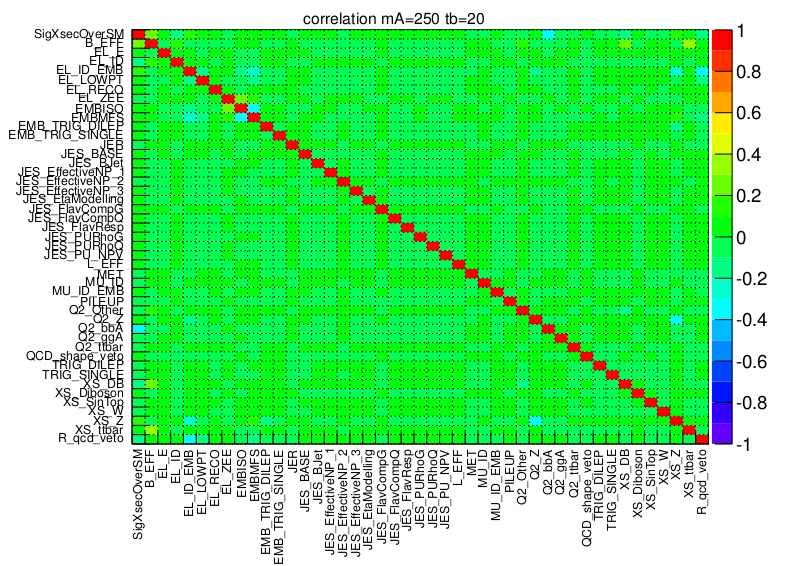 correlation mA=250 tb=20
SigXsecOverSM
B_EFF
EL_E
EL_ID
EL_ID_EMB
EL_LOWPT
EL_RECO
EL_ZEE
EMBISO
EMBMFS
EMB_TRIG_DILEP
EMB_TRIG_SINGLE
JER
JES_BASE
JES_BJet
JES_EffectiveNP_1
JES_EffectiveNP_2
JES_EffectiveNP_3
JES_EtaModelling
JES_FlavCompG
JES_FlavCompQ
JES_FlavResp
JES_PURhoG
JES_PURhoQ
JES_PU_NPV
L_EFF
MET
MU_ID
MU_ID_EMB
PILEUP
Q2_Other
Q2_Z
Q2_bbA
Q2_ggA
Q2_ttbar
QCD_shape_veto
TRIG_DILEP
TRIG_SINGLE
XS_DB
XS_Diboson
XS_SinTop
XS_W
XS_Z
XS_ttbar
R_qcd_veto
1
0.8
0.6
0.4
0.2
0
-0.2
-0.4
-0.6
-0.8
-1
SigXsecOverSM
B_EFF
EL_E
EL_ID
EL_ID_EMB
EL_LOWPT
EL_RECO
EL_ZEE
EMBISO
EMBMFS
EMB_TRIG_DILEP
EMB_TRIG_SINGLE
JER
JES_BASE
JES_BJet
JES_EffectiveNP_1
JES_EffectiveNP_2
JES_EffectiveNP_3
JES_EtaModelling
JES_FlavCompG
JES_FlavCompQ
JES_FlavResp
JES_PURhoG
JES_PURhoQ
JES_PU_NPV
L_EFF
MET
MU_ID
MU_ID_EMB
PILEUP
Q2_Other
Q2_Z
Q2_bbA
Q2_ggA
Q2_ttbar
QCD_shape_veto
TRIG_DILEP
TRIG_SINGLE
XS_DB
XS_Diboson
XS_SinTop
XS_W
XS_Z
XS_ttbar
R_qcd_veto